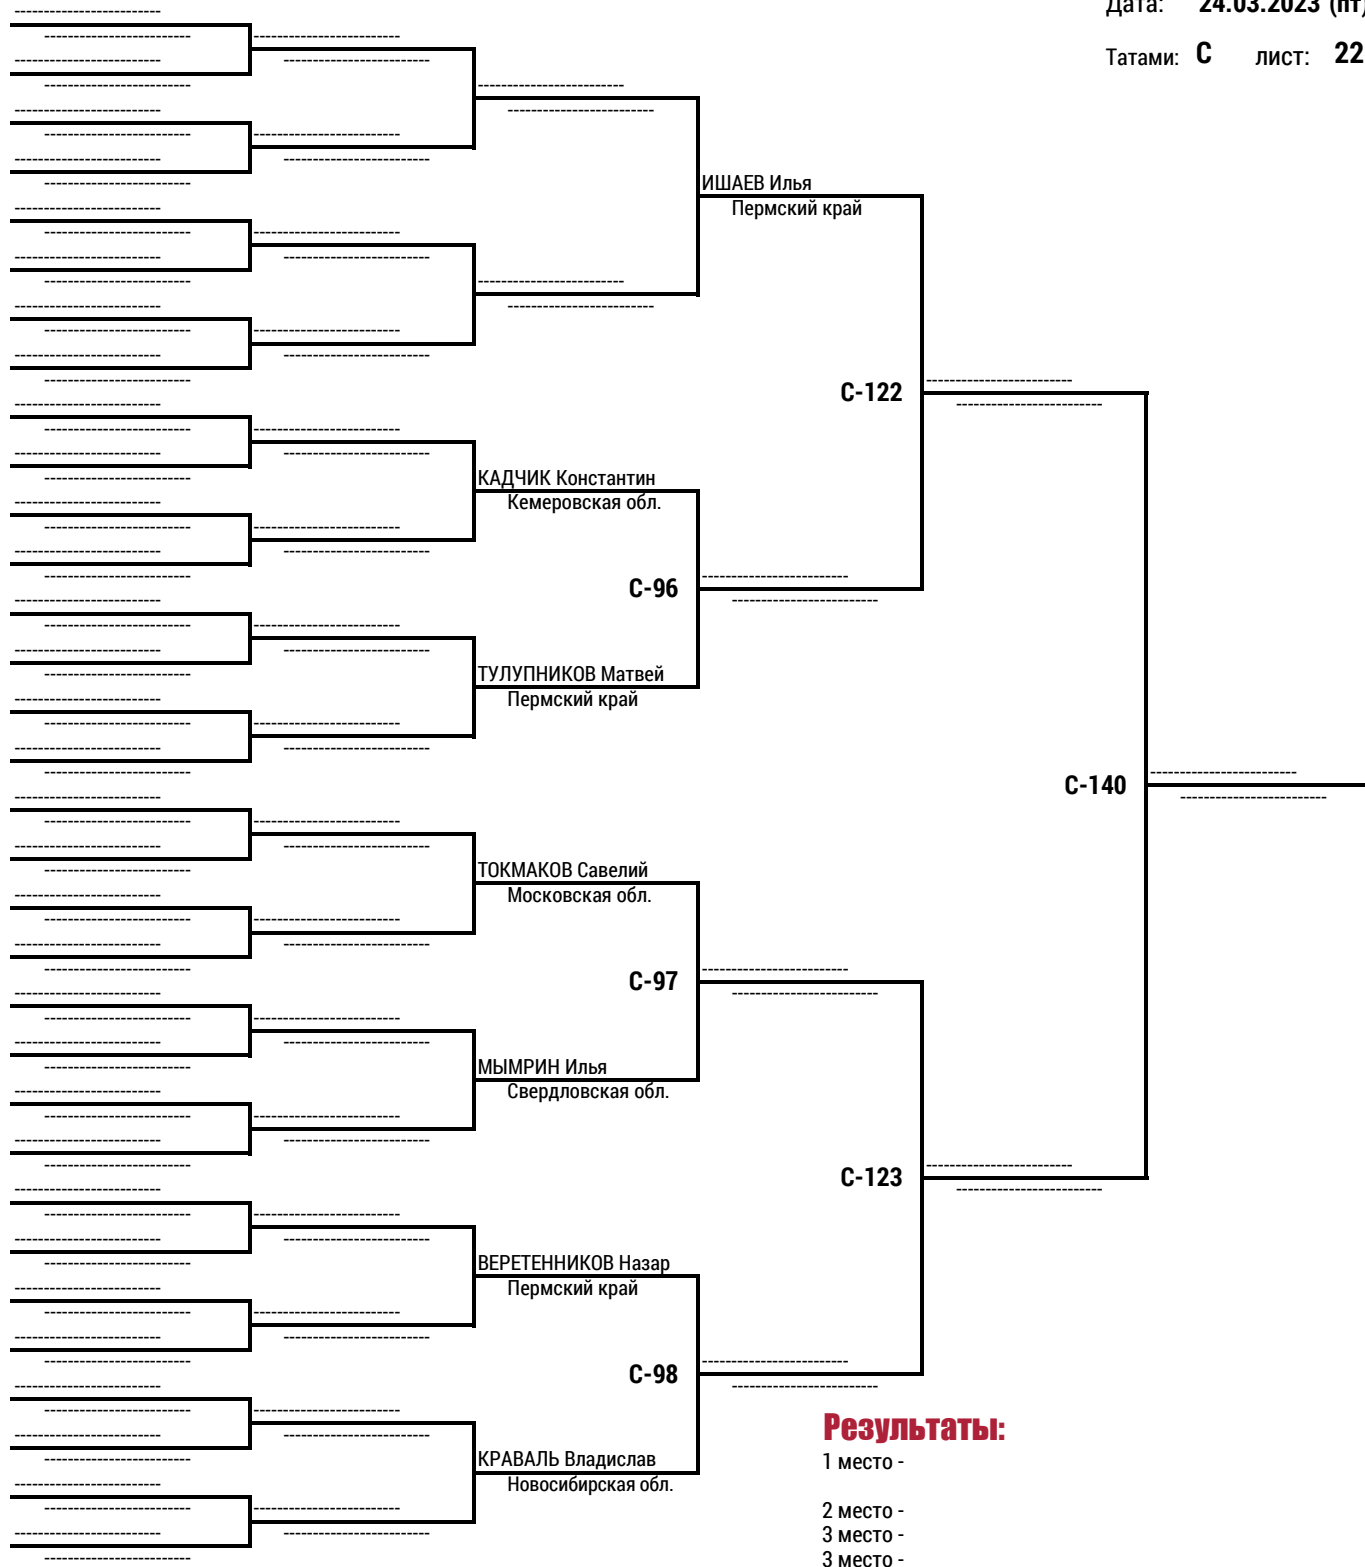 Дата: 24.03.2023 (пт)
Татами: C лист: 22
ИШАЕВ Илья
Пермский край
C-122
КАДЧИК Константин
Кемеровская обл.
C-96
ТУЛУПНИКОВ Матвей
Пермский край
C-140
ТОКМАКОВ Савелий
Московская обл.
C-97
МЫМРИН Илья
Свердловская обл.
C-123
ВЕРЕТЕННИКОВ Назар
Пермский край
C-98
КРАВАЛЬ Владислав
Новосибирская обл.
Результаты:
1 место -
2 место -
3 место -
3 место -